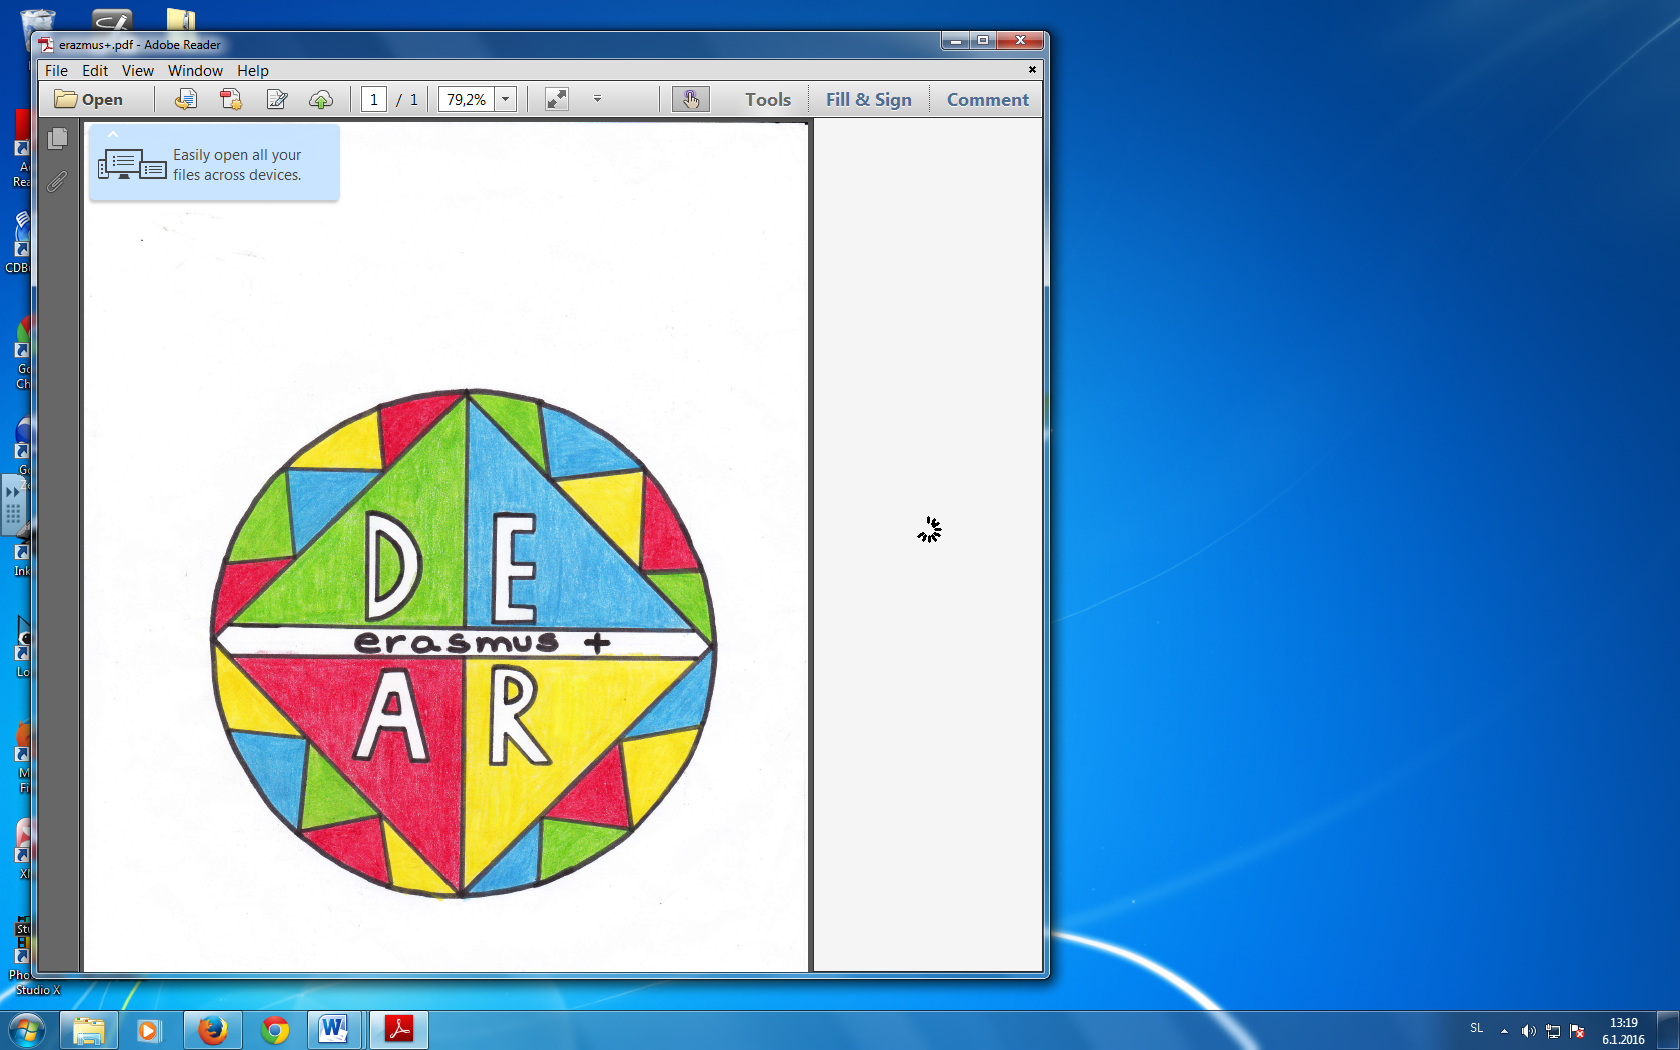 erazmus+.pdf - Adobe Reader
File Edit View Window Help
Open 1 / 1 79,2% Tools Fill & Sign Comment
Easily open all your
files across devices.
D E
erasmus +
A R
Studio X
SL
13:19
6.1.2016